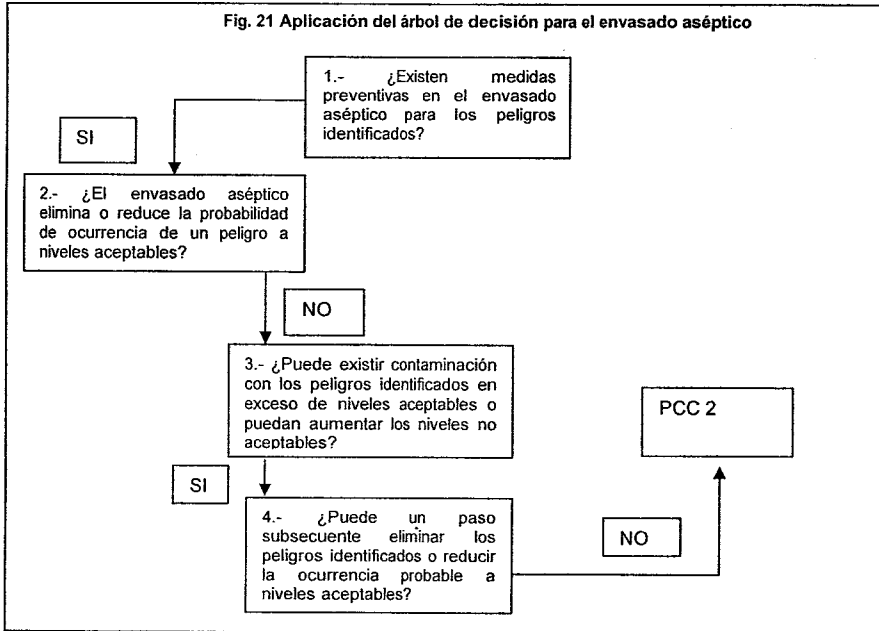 Fig. 21 Aplicación del árbol de decisión para el envasado aséptico
1.- ¿Existen medidas
preventivas en el envasado
aséptico para los peligros
identificados?
SI
2.- ¿El envasado aséptico
elimina o reduce la probabilidad
de ocurrencia de un peligro a
niveles aceptables?
NO
3.- ¿Puede existir contaminación
con los peligros identificados en
exceso de niveles aceptables o
puedan aumentar los niveles no
aceptables?
PCC 2
SI
4.- ¿Puede un paso
subsecuente eliminar los
peligros identificados o reducir
la ocurrencia probable a
niveles aceptables?
NO